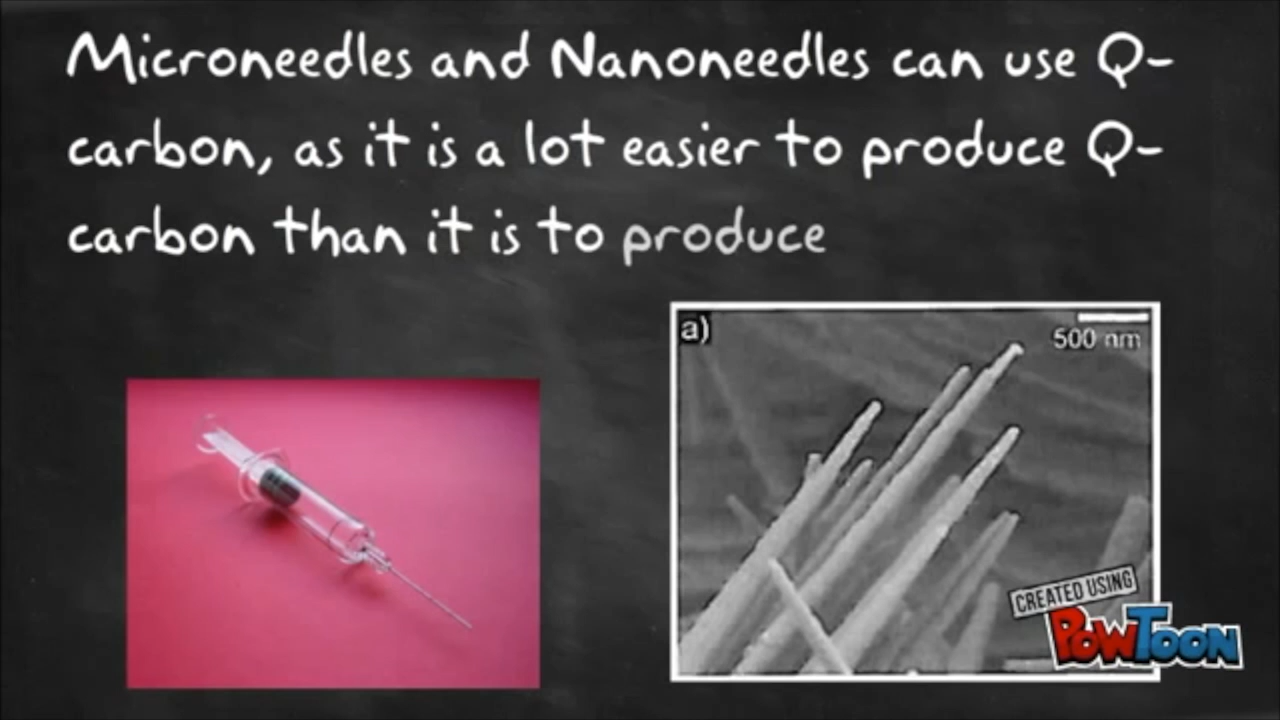 Microneedles and Nanoneedles can use Q-
carbon, as it is a lot easier to produce Q-
carbon than it is to produce
a)
500 nm
CREATED USING
POWTOON